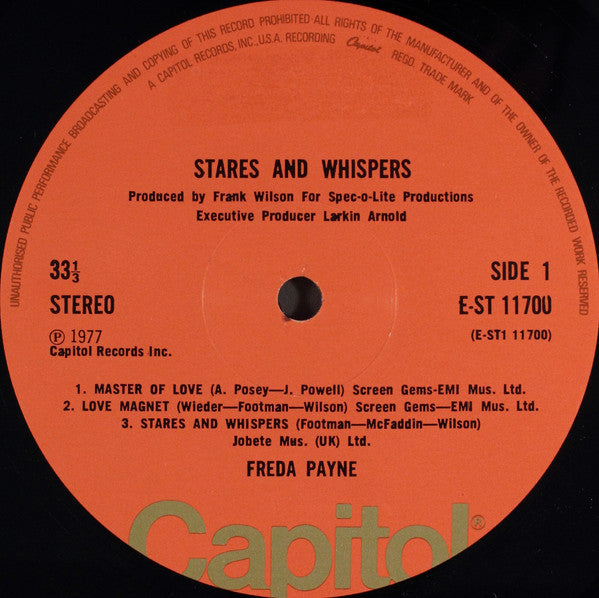 UNAUTHORISED PUBLIC PERFORMANCE BROADCASTING AND COPYING OF THIS RECORD PROHIBITED·ALL RIGHTS OF THE MANUFACTURER AND OF THE OWNER OF THE RECORDED WORK RESERVED
A CAPITOL RECORDS, INC., U.S.A. RECORDING Capitol REGD. TRADE MARK
STARES AND WHISPERS
Produced by Frank Wilson For Spec-o-Lite Productions
Executive Producer Larkin Arnold
33⅓
STEREO
℗ 1977
Capitol Records Inc.
SIDE 1
E-ST 11700
(E-ST1 11700)
1. MASTER OF LOVE (A. Posey—J. Powell) Screen Gems-EMI Mus. Ltd.
2. LOVE MAGNET (Wieder—Footman—Wilson) Screen Gems—EMI Mus. Ltd.
3. STARES AND WHISPERS (Footman—McFaddin—Wilson)
Jobete Mus. (UK) Ltd.
FREDA PAYNE
Capitol®